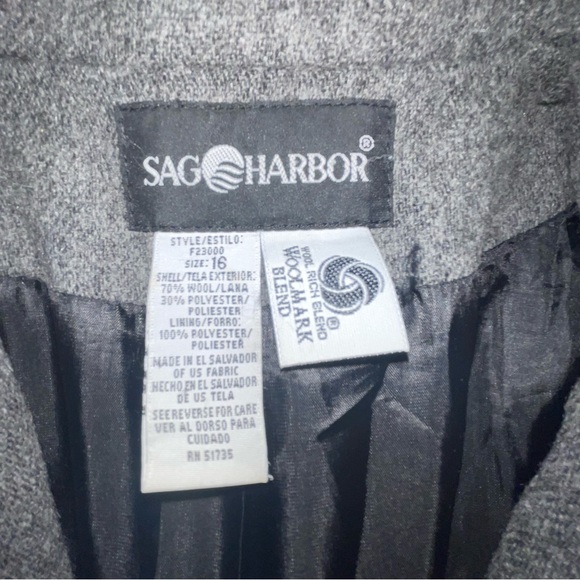 SAG HARBOR®
STYLE/ESTILO:
F23000
SIZE: 16
SHELL/TELA EXTERIOR:
70% WOOL/LANA
30% POLYESTER/
POLIESTER
LINING/FORRO:
100% POLYESTER/
POLIESTER
MADE IN EL SALVADOR
OF US FABRIC
HECHO EN EL SALVADOR
DE US TELA
SEE REVERSE FOR CARE
VER AL DORSO PARA
CUIDADO
RN 51735
WOOL RICH BLEND
WOOLMARK®
BLEND